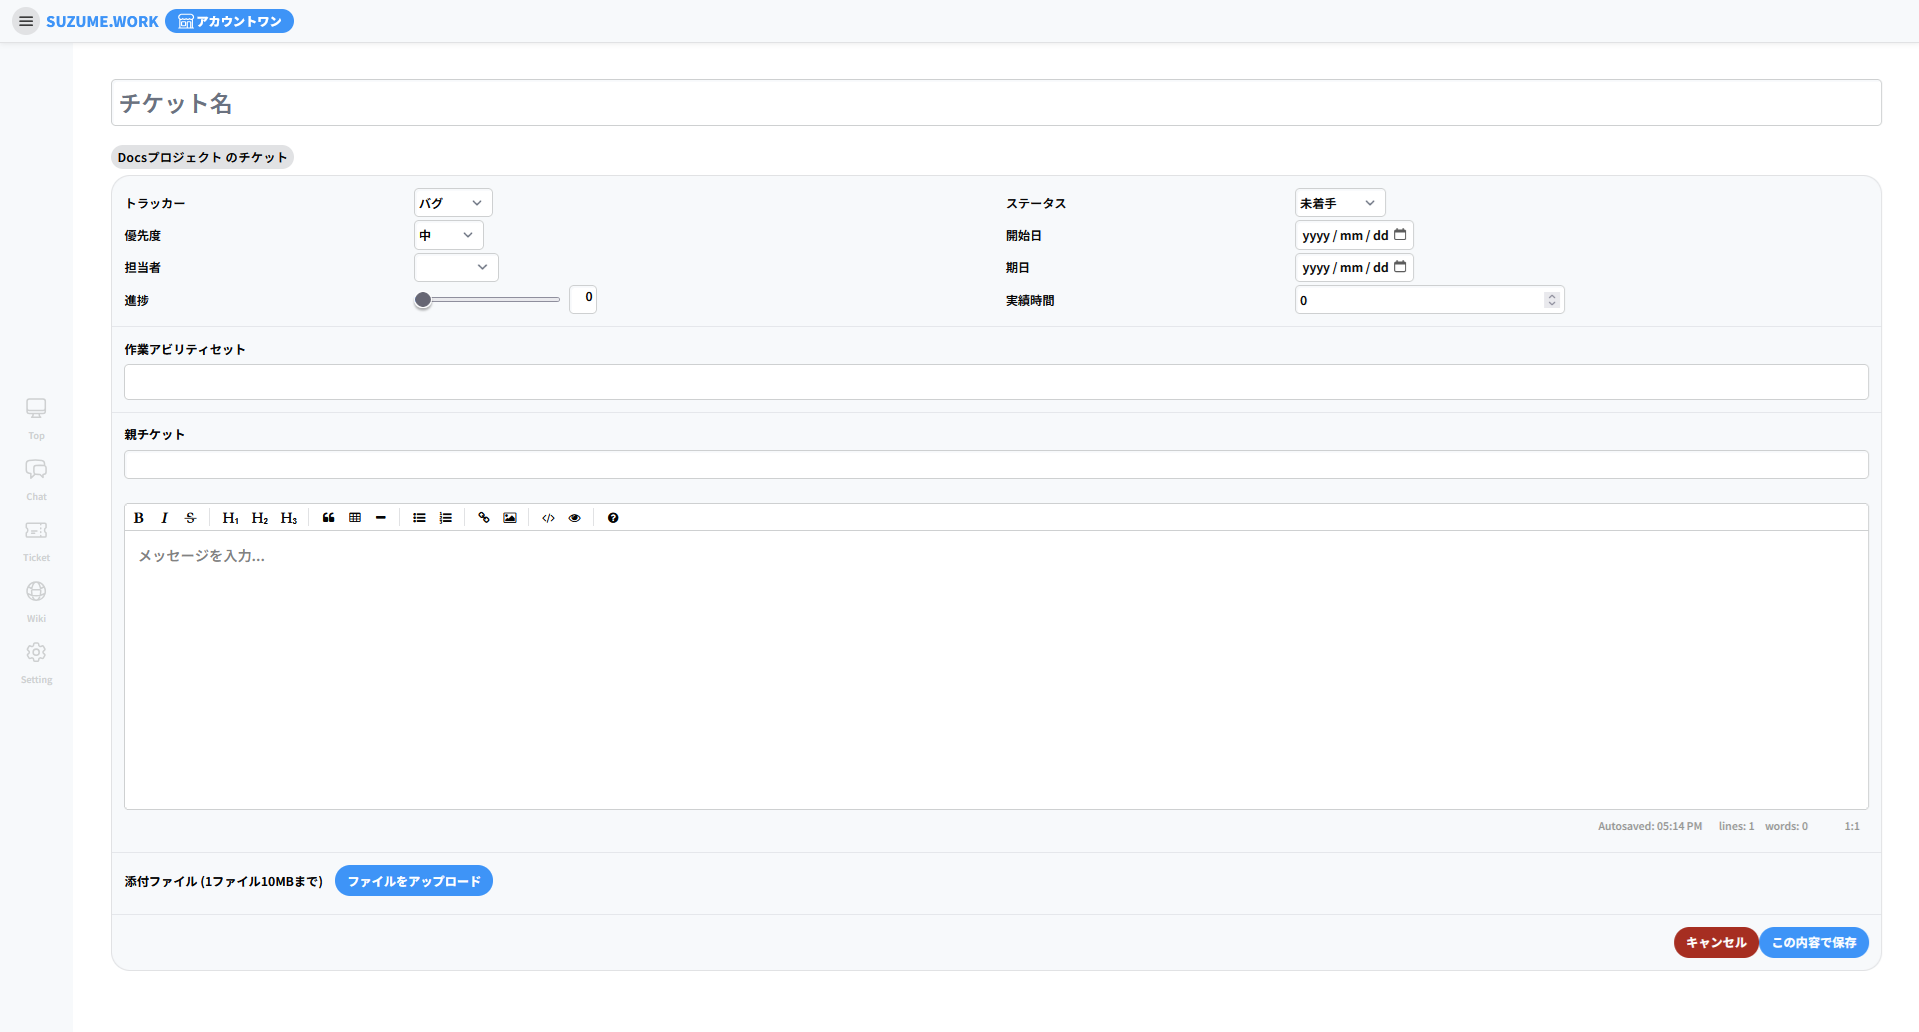 SUZUME.WORK アカウントワン
チケット名
Docsプロジェクト のチケット
トラッカー バグ ステータス 未着手
優先度 中 開始日 yyyy / mm / dd
担当者 期日 yyyy / mm / dd
進捗 0 実績時間 0
作業アビリティセット
親チケット
Top
Chat
Ticket
Wiki
Setting
B I S H1 H2 H3
メッセージを入力...
Autosaved: 05:14 PM lines: 1 words: 0 1:1
添付ファイル (1ファイル10MBまで) ファイルをアップロード
キャンセル この内容で保存